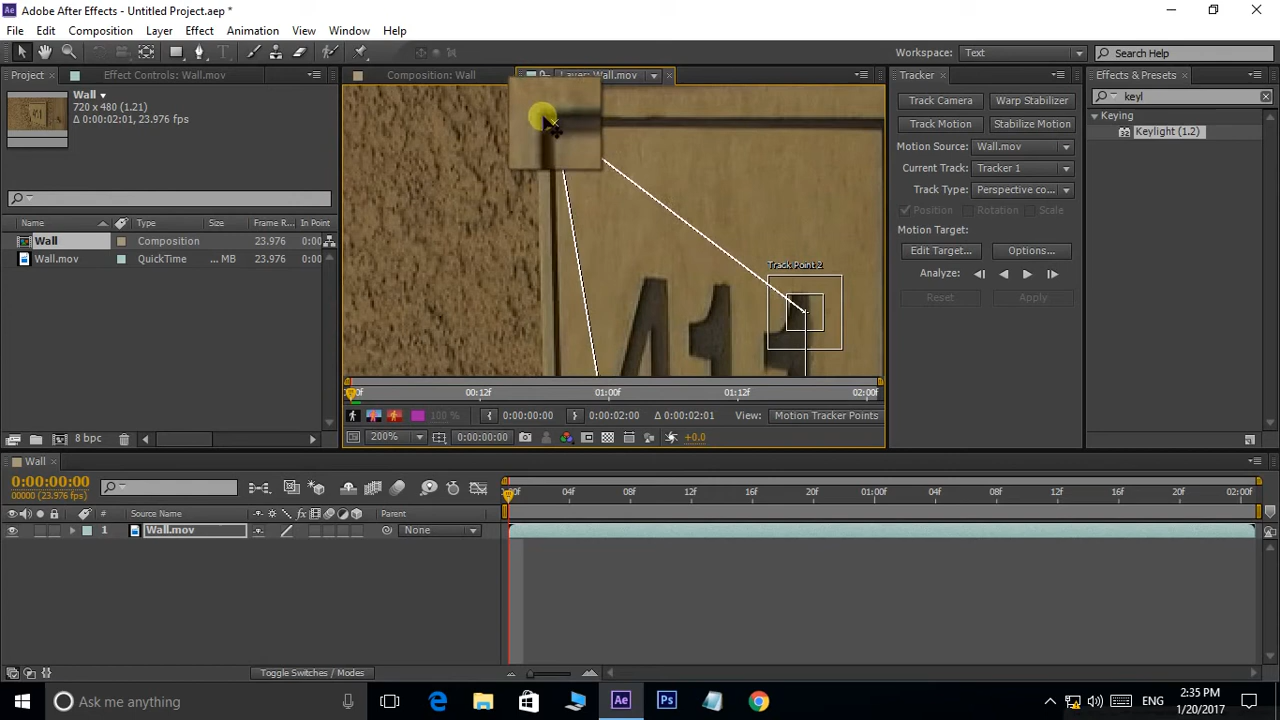 Adobe After Effects - Untitled Project.aep *
File Edit Composition Layer Effect Animation View Window Help
Workspace: Text Search Help
Project Effect Controls: Wall.mov
Composition: Wall Layer: Wall.mov
Tracker
Effects & Presets
Wall
720 x 480 (1.21)
Δ 0:00:02:01, 23.976 fps
Track Camera Warp Stabilizer
Track Motion Stabilize Motion
Motion Source: Wall.mov
Current Track: Tracker 1
Track Type: Perspective co...
Position Rotation Scale
Motion Target:
Edit Target... Options...
Analyze:
Reset Apply
keyl
Keying
Keylight (1.2)
Name Type Size Frame R... In Point
Wall Composition 23.976 0:00
Wall.mov QuickTime ... MB 23.976 0:00
Track Point 2
411
00:12f 01:00f 01:12f 02:00f
100 % 0:00:00:00 0:00:02:00 Δ 0:00:02:01 View: Motion Tracker Points
8 bpc
200% 0:00:00:00 +0.0
Wall
0:00:00:00
00000 (23.976 fps)
04f 08f 12f 16f 20f 01:00f 04f 08f 12f 16f 20f 02:00f
# Source Name Parent
1 Wall.mov None
Toggle Switches / Modes
Ask me anything
ENG
2:35 PM
1/20/2017